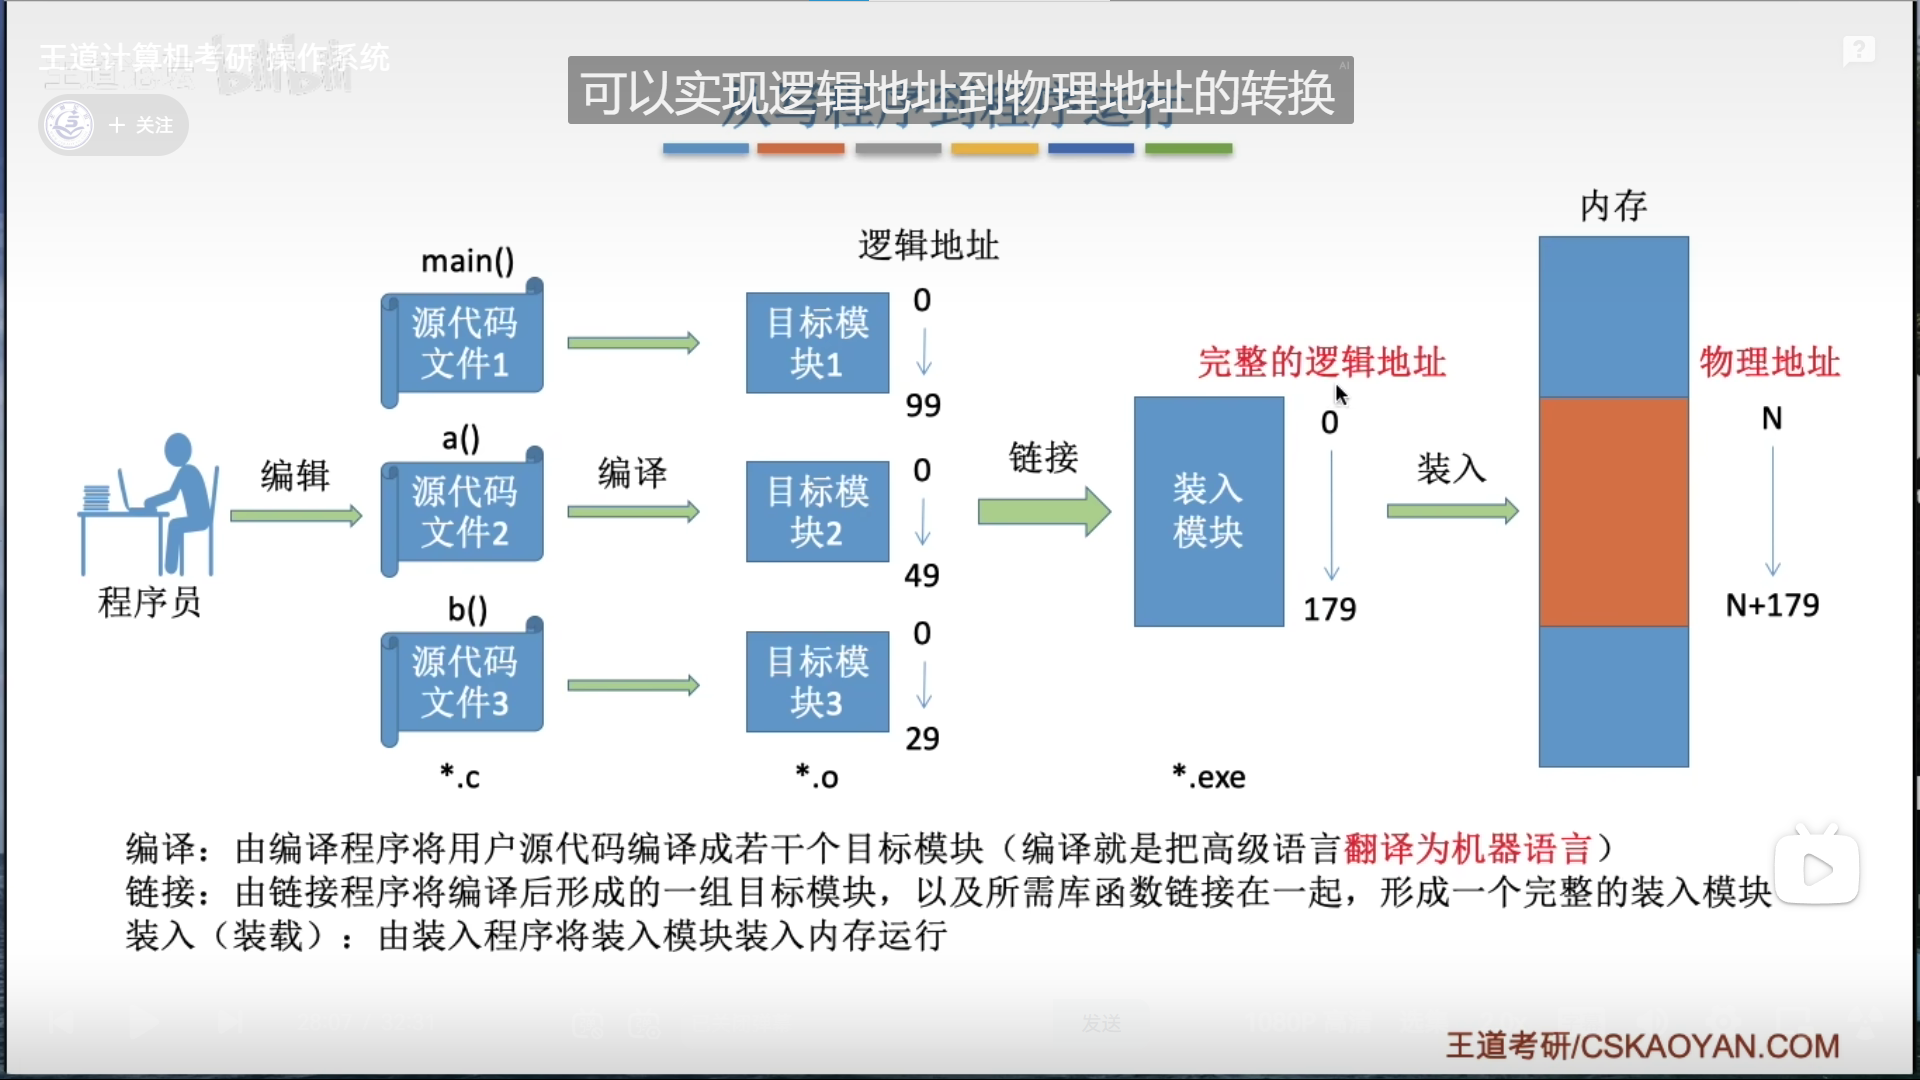 王道计算机考研 操作系统
可以实现逻辑地址到物理地址的转换
AI
+ 关注
从写程序到程序运行
内存
逻辑地址
main()
源代码
文件1
目标模
块1
0
99
完整的逻辑地址
物理地址
a()
源代码
文件2
目标模
块2
0
49
编辑
编译
链接
装入
模块
0
179
装入
N
N+179
程序员
b()
源代码
文件3
目标模
块3
0
29
*.c
*.o
*.exe
编译：由编译程序将用户源代码编译成若干个目标模块（编译就是把高级语言翻译为机器语言）
链接：由链接程序将编译后形成的一组目标模块，以及所需库函数链接在一起，形成一个完整的装入模块
装入（装载）：由装入程序将装入模块装入内存运行
发送
王道考研/CSKAOYAN.COM